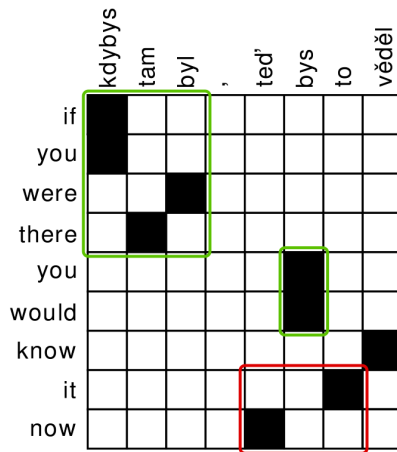 kdybys
tam
byl
,
teď
bys
to
věděl
if
you
were
there
you
would
know
it
now